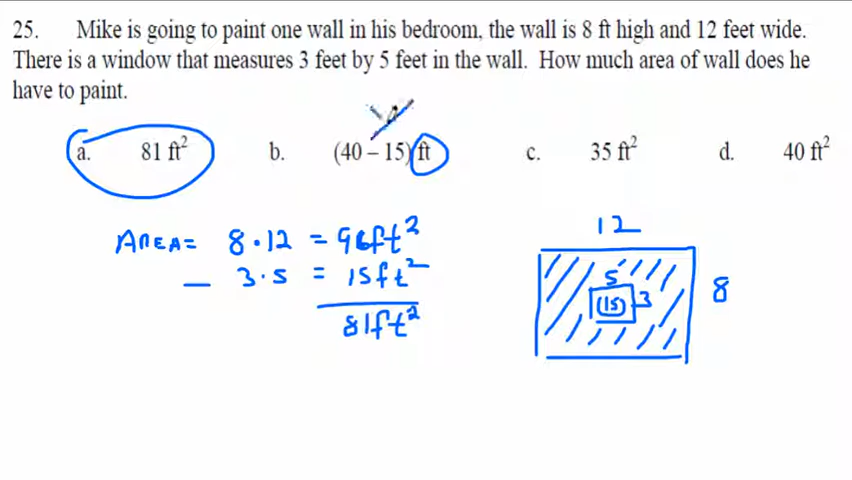 25. Mike is going to paint one wall in his bedroom, the wall is 8 ft high and 12 feet wide.
There is a window that measures 3 feet by 5 feet in the wall. How much area of wall does he
have to paint.
a. 81 ft² b. (40 – 15) ft c. 35 ft² d. 40 ft²
12
AREA= 8·12 = 96ft²
— 3·5 = 15ft²
81ft²
5
(15) 3
8